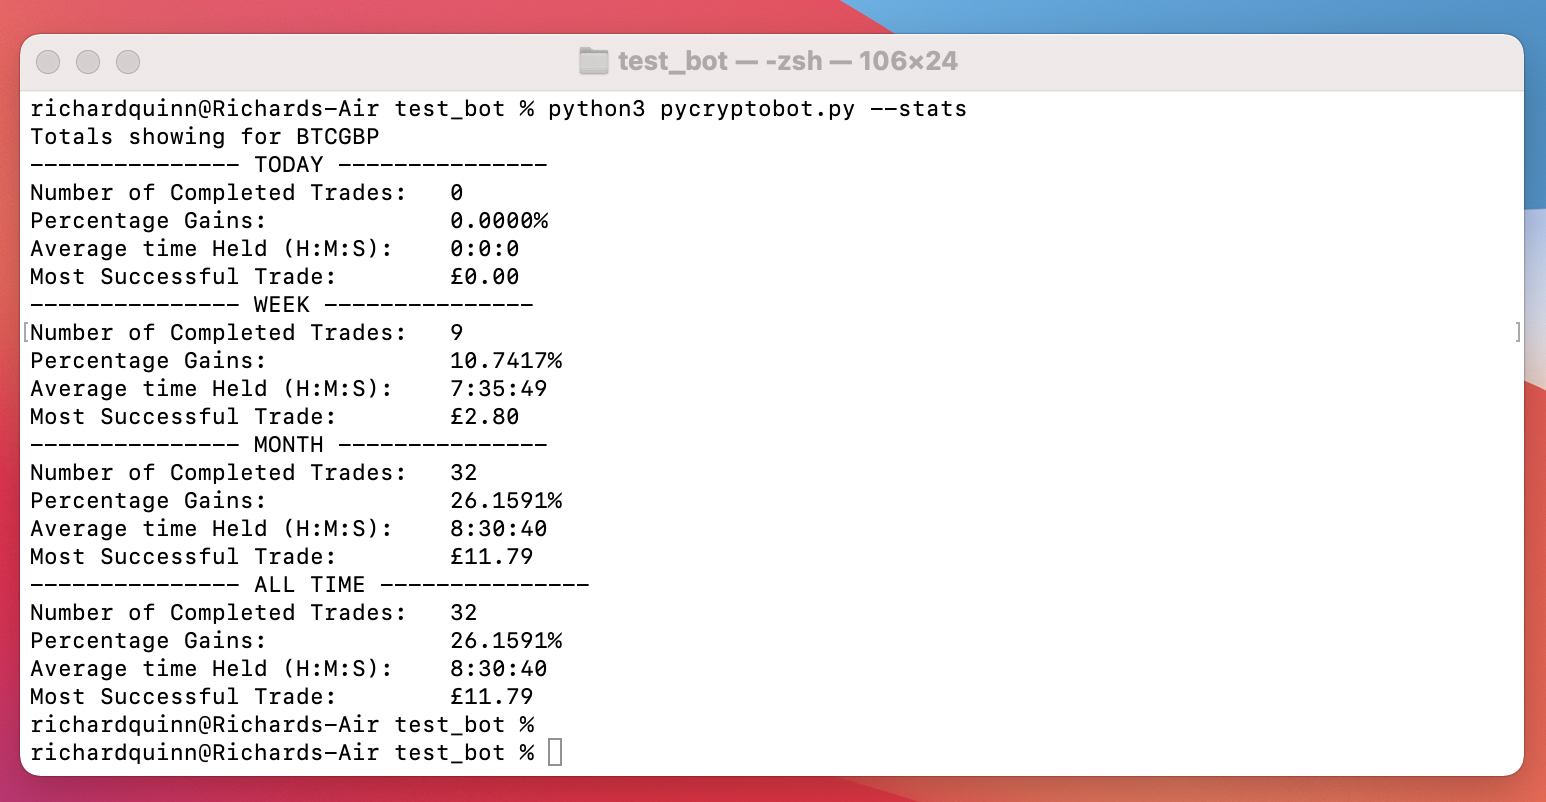 test_bot — -zsh — 106×24
richardquinn@Richards-Air test_bot % python3 pycryptobot.py --stats
Totals showing for BTCGBP
--------------- TODAY ---------------
Number of Completed Trades:   0
Percentage Gains:             0.0000%
Average time Held (H:M:S):    0:0:0
Most Successful Trade:        £0.00
--------------- WEEK ---------------
[Number of Completed Trades:   9 ]
Percentage Gains:             10.7417%
Average time Held (H:M:S):    7:35:49
Most Successful Trade:        £2.80
--------------- MONTH ---------------
Number of Completed Trades:   32
Percentage Gains:             26.1591%
Average time Held (H:M:S):    8:30:40
Most Successful Trade:        £11.79
--------------- ALL TIME ---------------
Number of Completed Trades:   32
Percentage Gains:             26.1591%
Average time Held (H:M:S):    8:30:40
Most Successful Trade:        £11.79
richardquinn@Richards-Air test_bot %
richardquinn@Richards-Air test_bot %